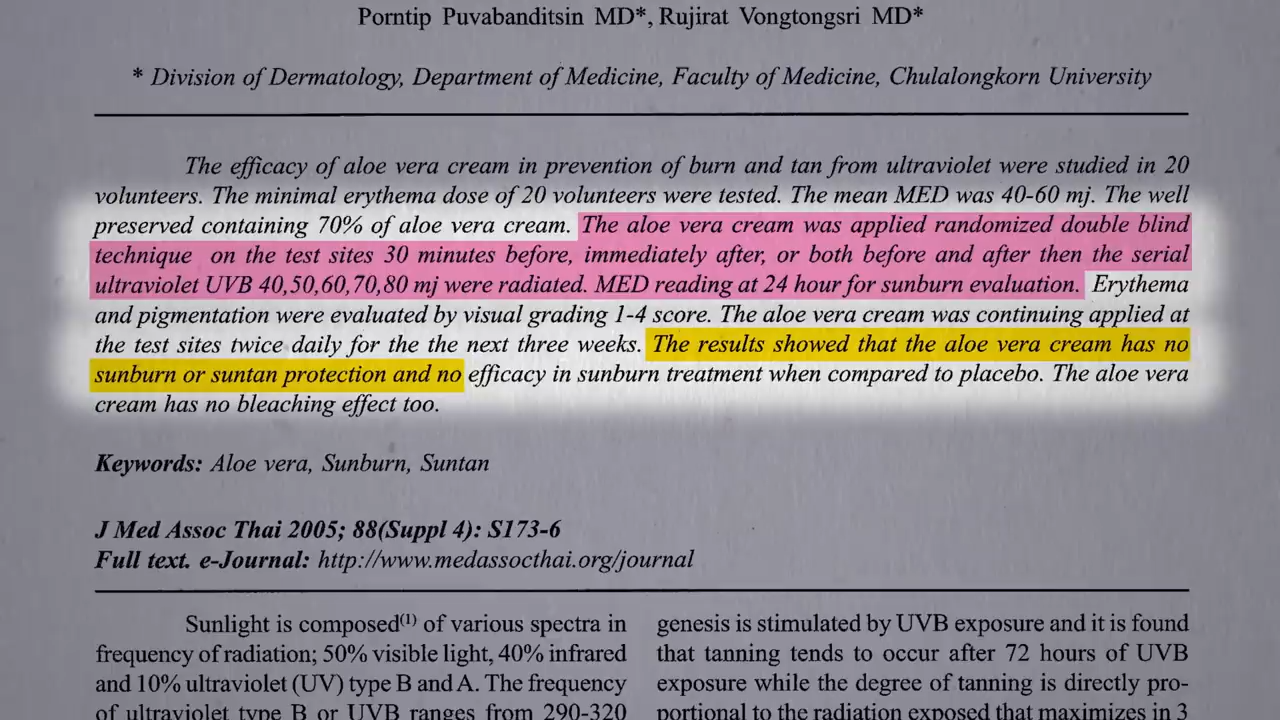 Porntip Puvabanditsin MD*, Rujirat Vongtongsri MD*
* Division of Dermatology, Department of Medicine, Faculty of Medicine, Chulalongkorn University
The efficacy of aloe vera cream in prevention of burn and tan from ultraviolet were studied in 20
volunteers. The minimal erythema dose of 20 volunteers were tested. The mean MED was 40-60 mj. The well
preserved containing 70% of aloe vera cream. The aloe vera cream was applied randomized double blind
technique on the test sites 30 minutes before, immediately after, or both before and after then the serial
ultraviolet UVB 40,50,60,70,80 mj were radiated. MED reading at 24 hour for sunburn evaluation. Erythema
and pigmentation were evaluated by visual grading 1-4 score. The aloe vera cream was continuing applied at
the test sites twice daily for the the next three weeks. The results showed that the aloe vera cream has no
sunburn or suntan protection and no efficacy in sunburn treatment when compared to placebo. The aloe vera
cream has no bleaching effect too.
Keywords: Aloe vera, Sunburn, Suntan
J Med Assoc Thai 2005; 88(Suppl 4): S173-6
Full text. e-Journal: http://www.medassocthai.org/journal
Sunlight is composed(1) of various spectra in
frequency of radiation; 50% visible light, 40% infrared
and 10% ultraviolet (UV) type B and A. The frequency
of ultraviolet type B or UVB ranges from 290-320
genesis is stimulated by UVB exposure and it is found
that tanning tends to occur after 72 hours of UVB
exposure while the degree of tanning is directly pro-
portional to the radiation exposed that maximizes in 3